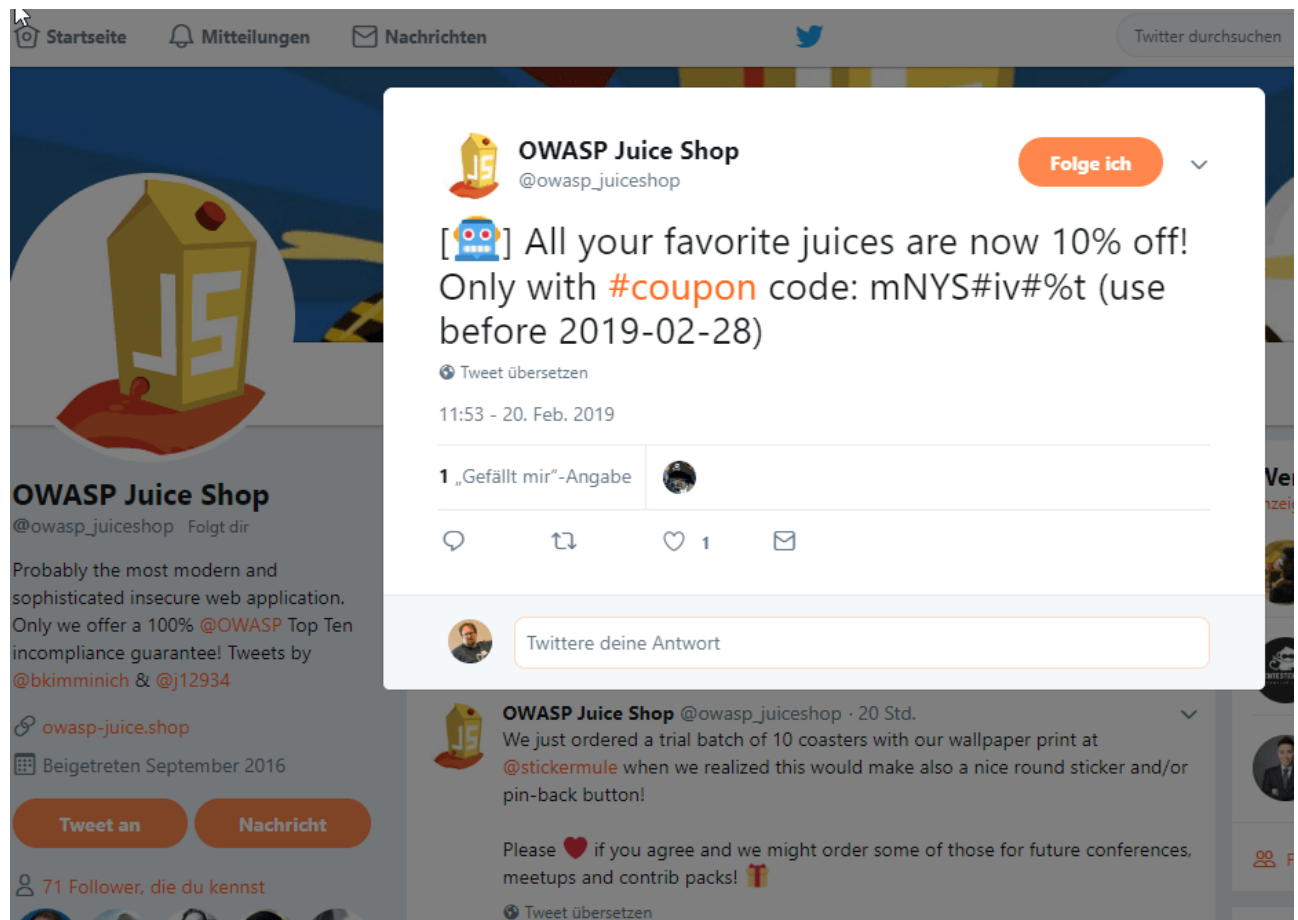 Startseite Mitteilungen Nachrichten Twitter durchsuchen
OWASP Juice Shop
@owasp_juiceshop
Folge ich
[🤖] All your favorite juices are now 10% off!
Only with #coupon code: mNYS#iv#%t (use
before 2019-02-28)
Tweet übersetzen
11:53 - 20. Feb. 2019
1 „Gefällt mir“-Angabe
1
Twittere deine Antwort
JS
OWASP Juice Shop
@owasp_juiceshop Folgt dir
Probably the most modern and
sophisticated insecure web application.
Only we offer a 100% @OWASP Top Ten
incompliance guarantee! Tweets by
@bkimminich & @j12934
owasp-juice.shop
Beigetreten September 2016
Tweet an Nachricht
71 Follower, die du kennst
OWASP Juice Shop @owasp_juiceshop · 20 Std.
We just ordered a trial batch of 10 coasters with our wallpaper print at
@stickermule when we realized this would make also a nice round sticker and/or
pin-back button!
Please ❤️ if you agree and we might order some of those for future conferences,
meetups and contrib packs! 🎁
Tweet übersetzen